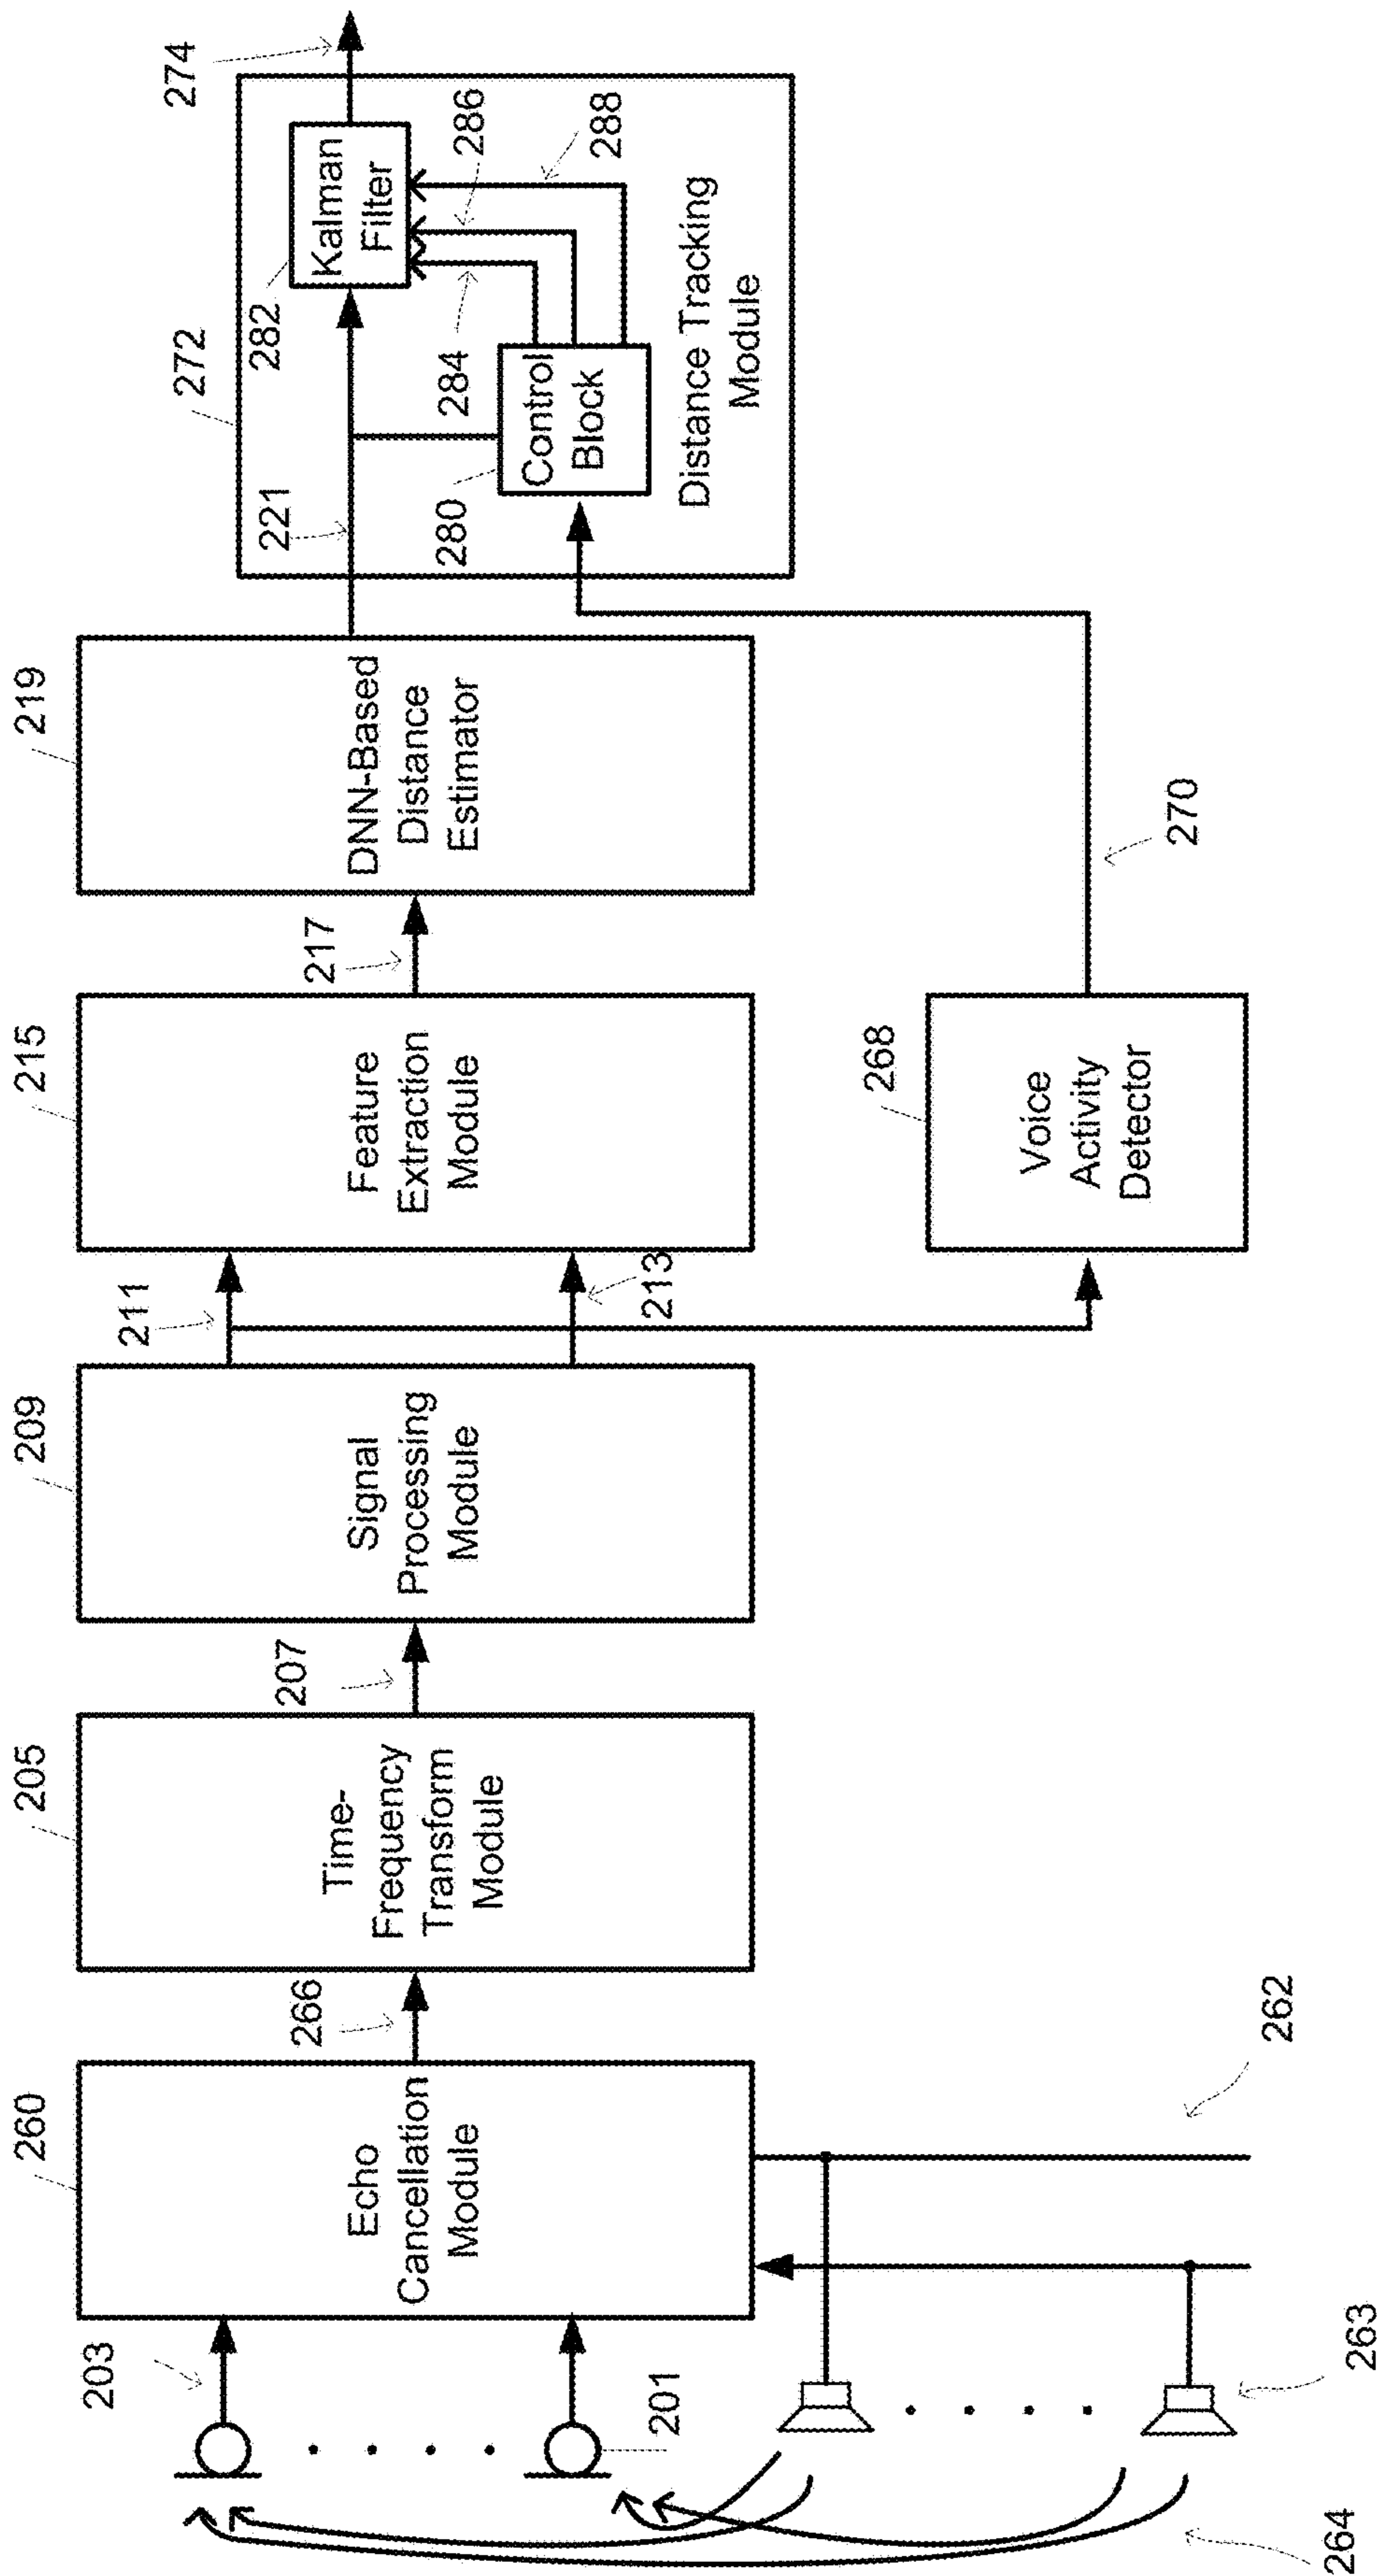 203
201
264
263
262
260
Echo
Cancellation
Module
266
205
Time-
Frequency
Transform
Module
207
209
Signal
Processing
Module
211
213
215
Feature
Extraction
Module
217
268
Voice
Activity
Detector
270
219
DNN-Based
Distance
Estimator
221
272
282
Kalman
Filter
274
280
Control
Block
284
286
288
Distance Tracking
Module